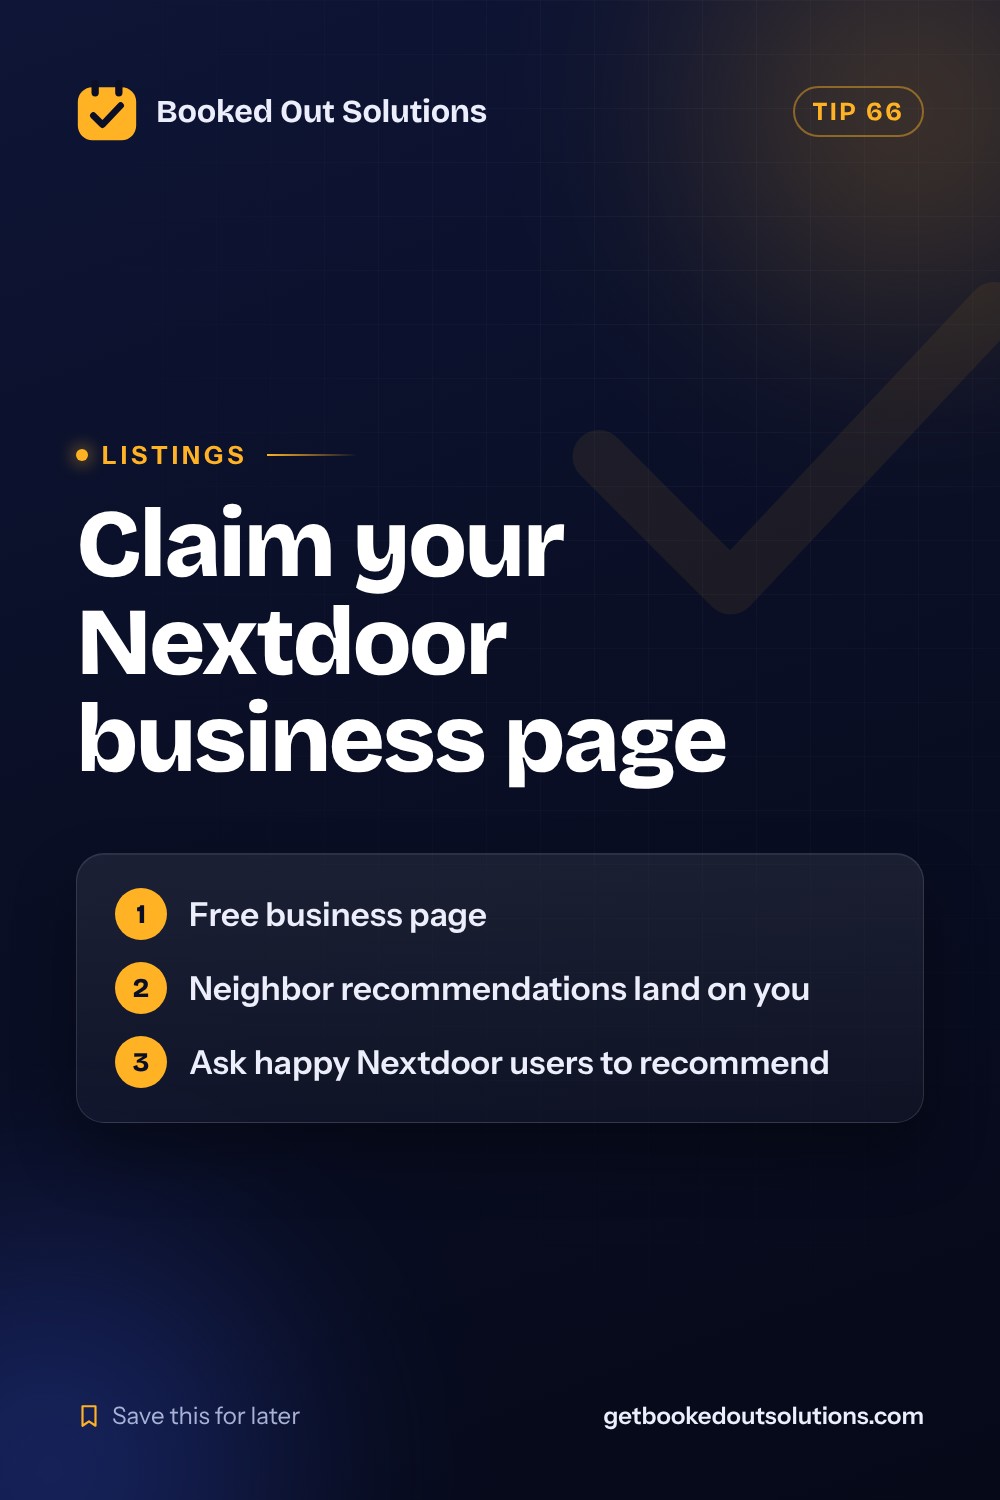 Booked Out Solutions
TIP 66
LISTINGS
Claim your
Nextdoor
business page
1 Free business page
2 Neighbor recommendations land on you
3 Ask happy Nextdoor users to recommend
Save this for later
getbookedoutsolutions.com